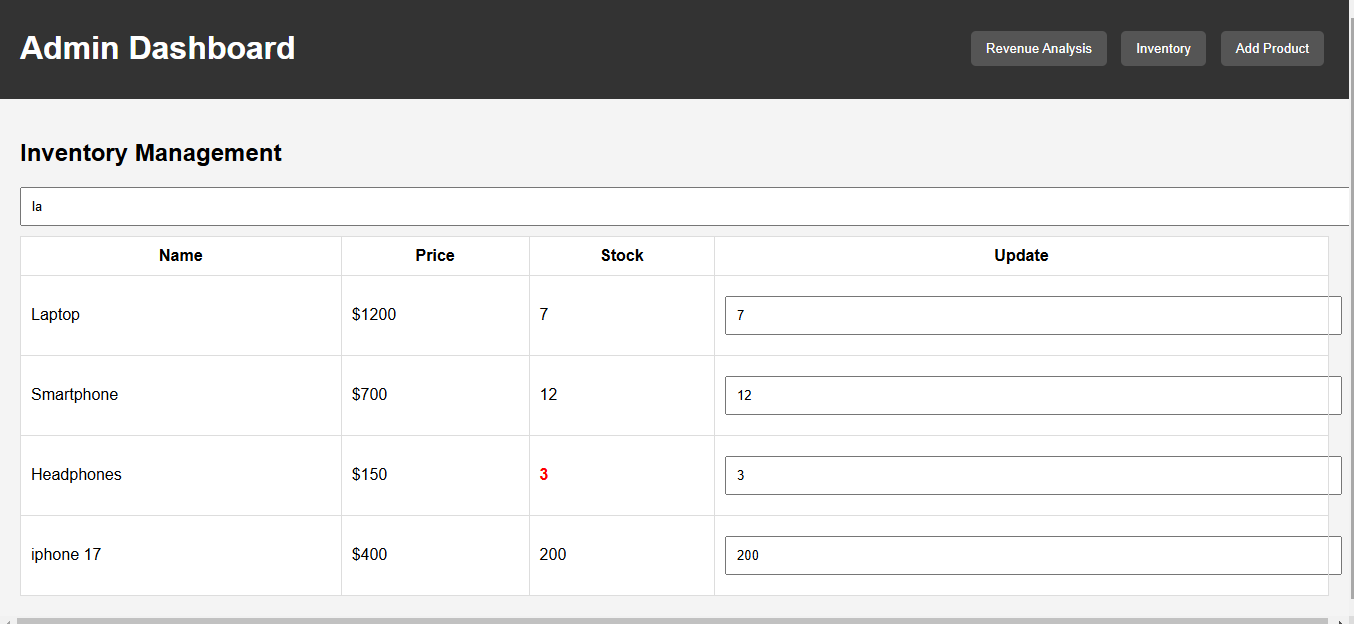 Admin Dashboard
Revenue Analysis Inventory Add Product
Inventory Management
la
Name Price Stock Update
Laptop $1200 7 7
Smartphone $700 12 12
Headphones $150 3 3
iphone 17 $400 200 200